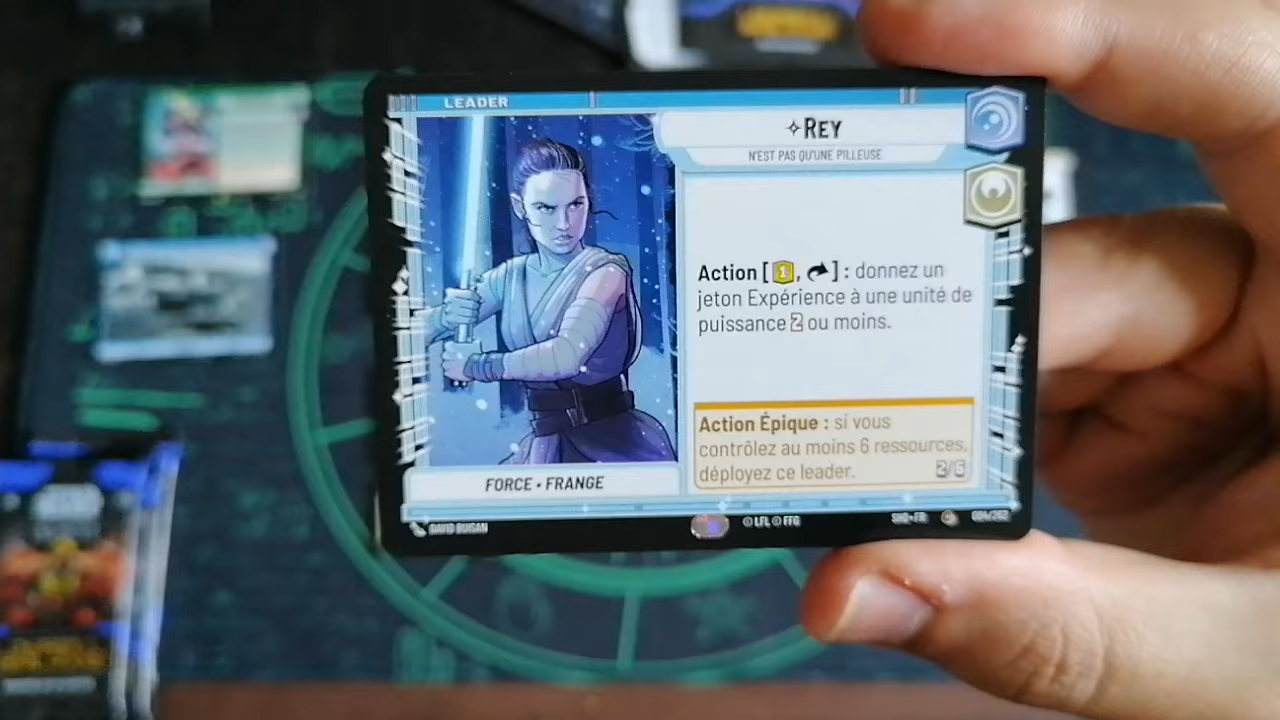 LEADER
REY
N'EST PAS QU'UNE PILLEUSE
Action [1, ] : donnez un
jeton Expérience à une unité de
puissance 2 ou moins.
Action Épique : si vous
contrôlez au moins 6 ressources,
déployez ce leader.
2/6
FORCE • FRANGE
DAVID BUISAN
© LFL © FFG
SHD • FR
004/262